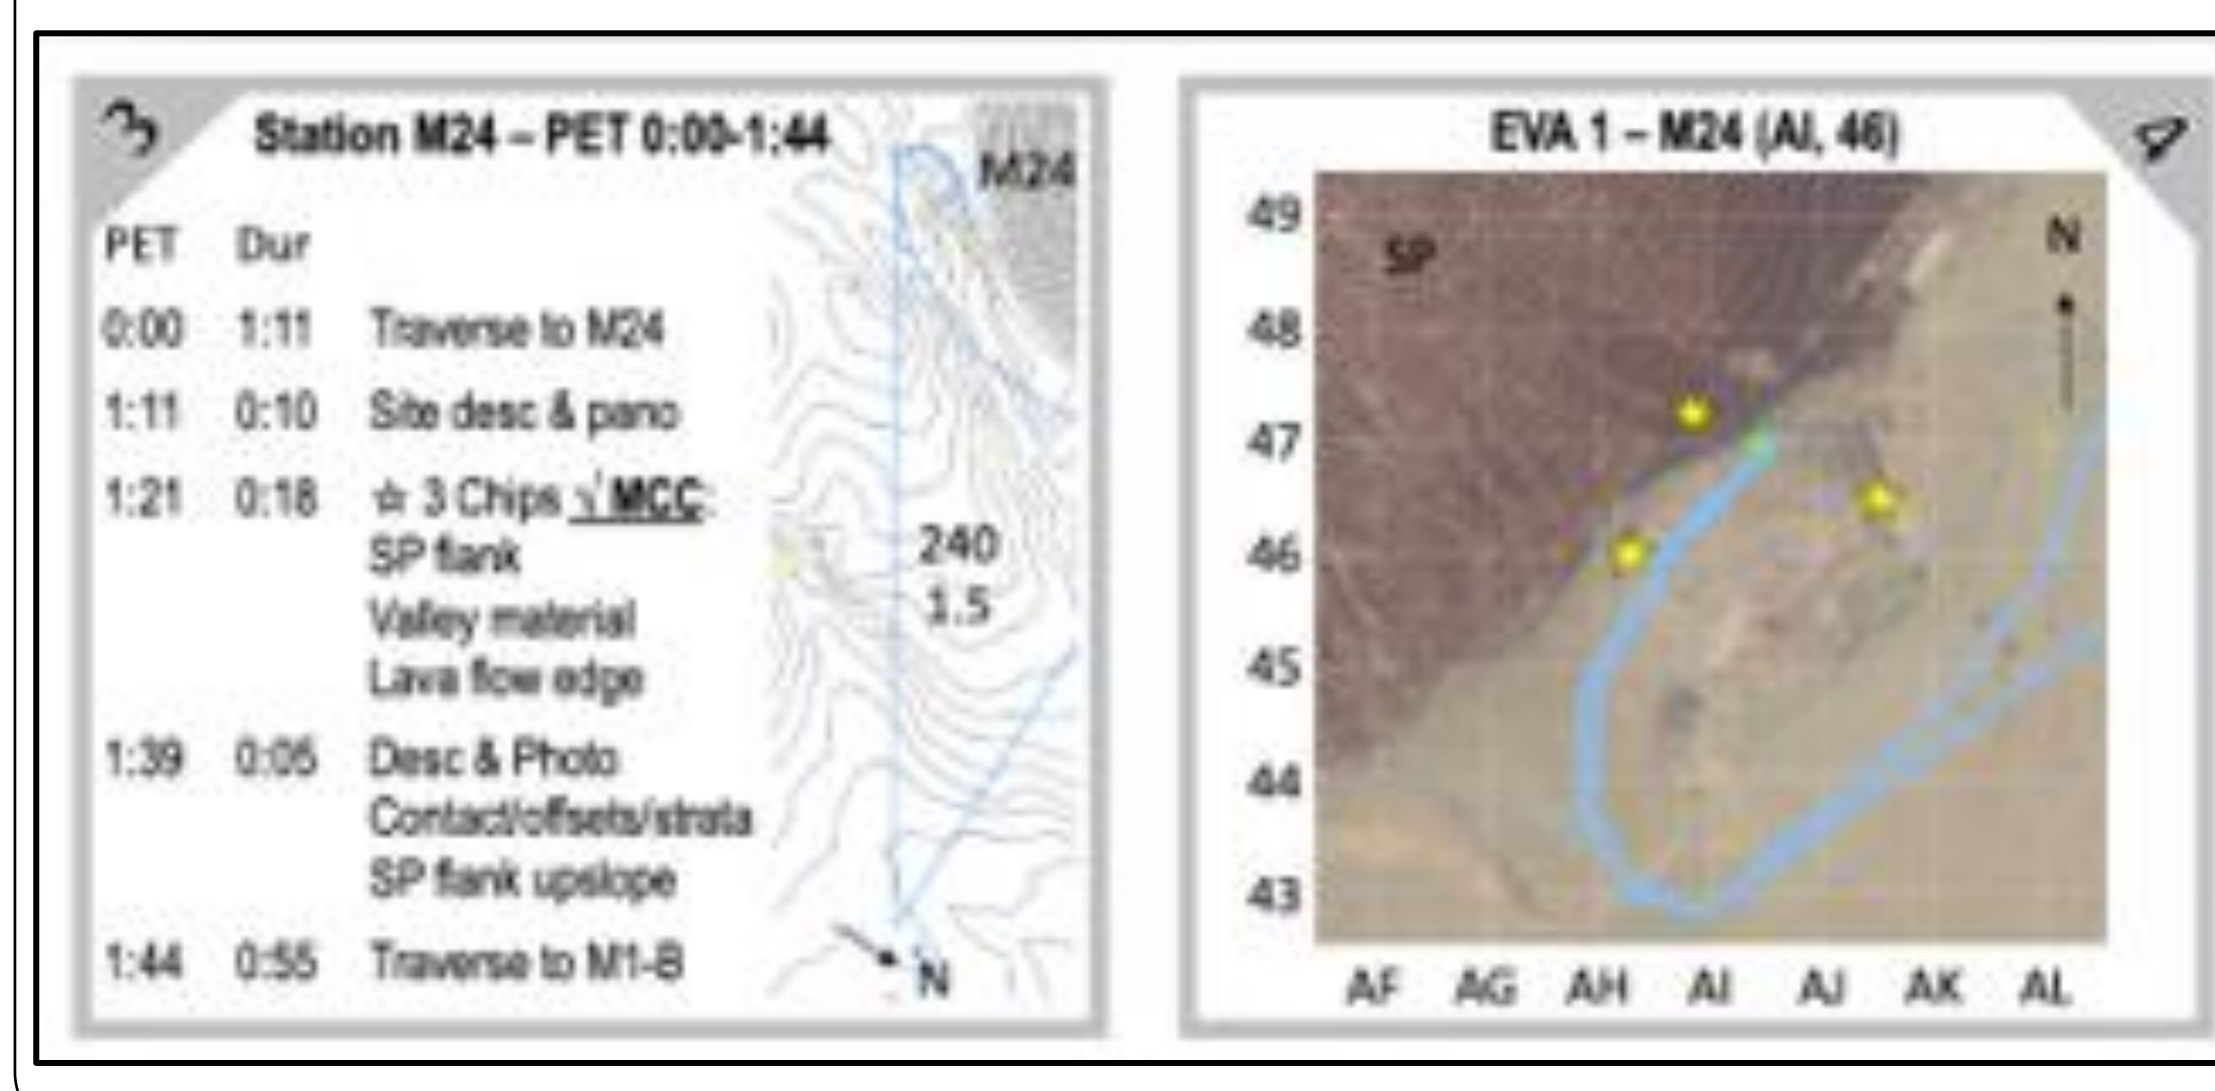 3
Station M24 – PET 0:00-1:44
M24
PET Dur
0:00 1:11 Traverse to M24
1:11 0:10 Site desc & pano
1:21 0:18 ☆ 3 Chips √ MCC:
SP flank
Valley material
Lava flow edge
1:39 0:05 Desc & Photo
Contact/offsets/strata
SP flank upslope
1:44 0:55 Traverse to M1-B
240
1.5
N
4
EVA 1 – M24 (AI, 46)
SP
N
49
48
47
46
45
44
43
AF AG AH AI AJ AK AL